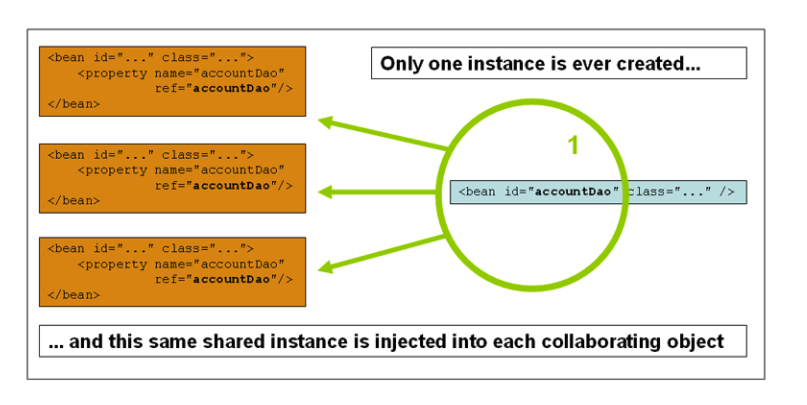 <bean id="..." class="...">
<property name="accountDao"
ref="accountDao"/>
</bean>
Only one instance is ever created...
<bean id="..." class="...">
<property name="accountDao"
ref="accountDao"/>
</bean>
1
<bean id="accountDao" class="..." />
<bean id="..." class="...">
<property name="accountDao"
ref="accountDao"/>
</bean>
... and this same shared instance is injected into each collaborating object